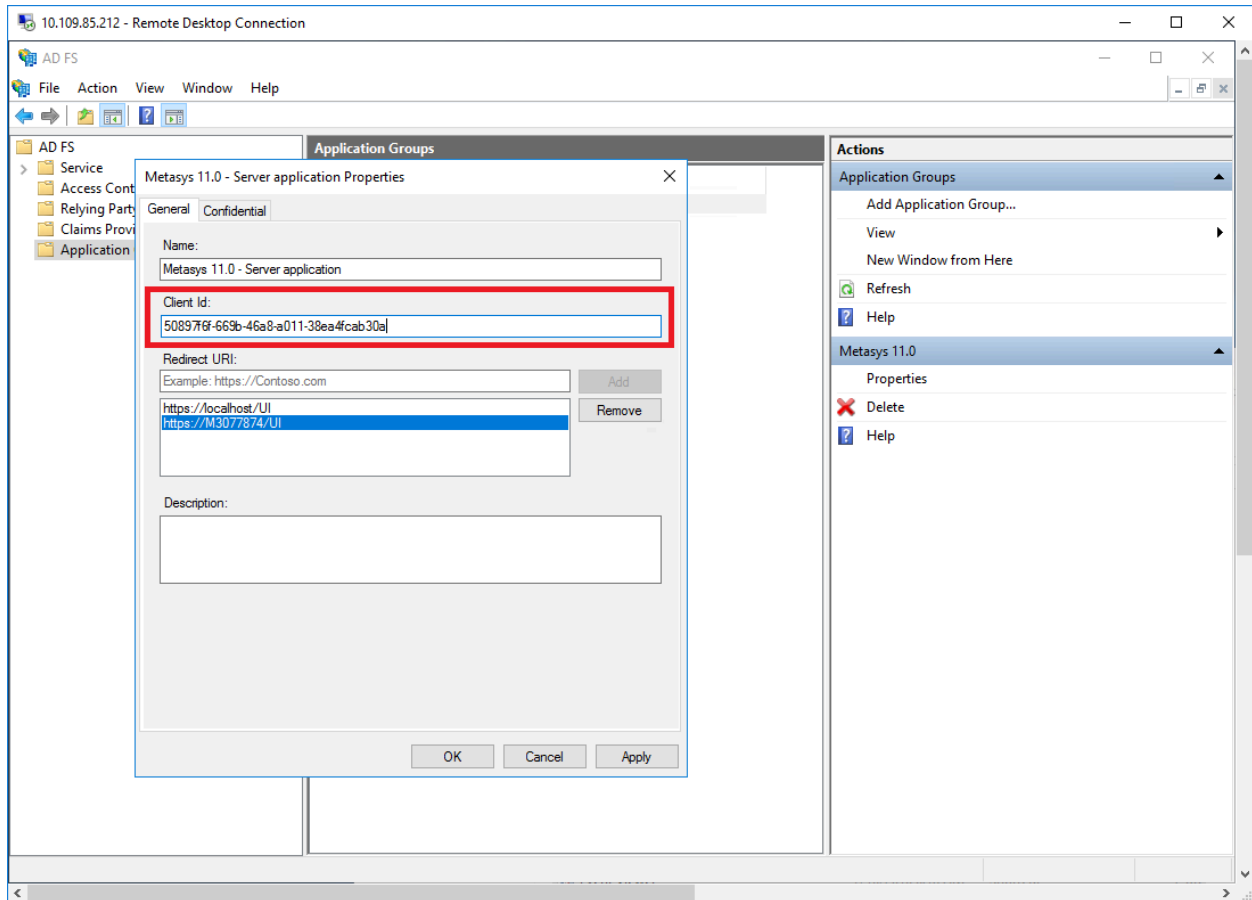 10.109.85.212 - Remote Desktop Connection
AD FS
File Action View Window Help
AD FS
Service
Access Cont
Relying Party
Claims Provi
Application
Application Groups
Metasys 11.0 - Server application Properties
General Confidential
Name:
Metasys 11.0 - Server application
Client Id:
50897f6f-669b-46a8-a011-38ea4fcab30a
Redirect URI:
Example: https://Contoso.com
Add
https://localhost/UI
https://M3077874/UI
Remove
Description:
OK Cancel Apply
Actions
Application Groups
Add Application Group...
View
New Window from Here
Refresh
Help
Metasys 11.0
Properties
Delete
Help